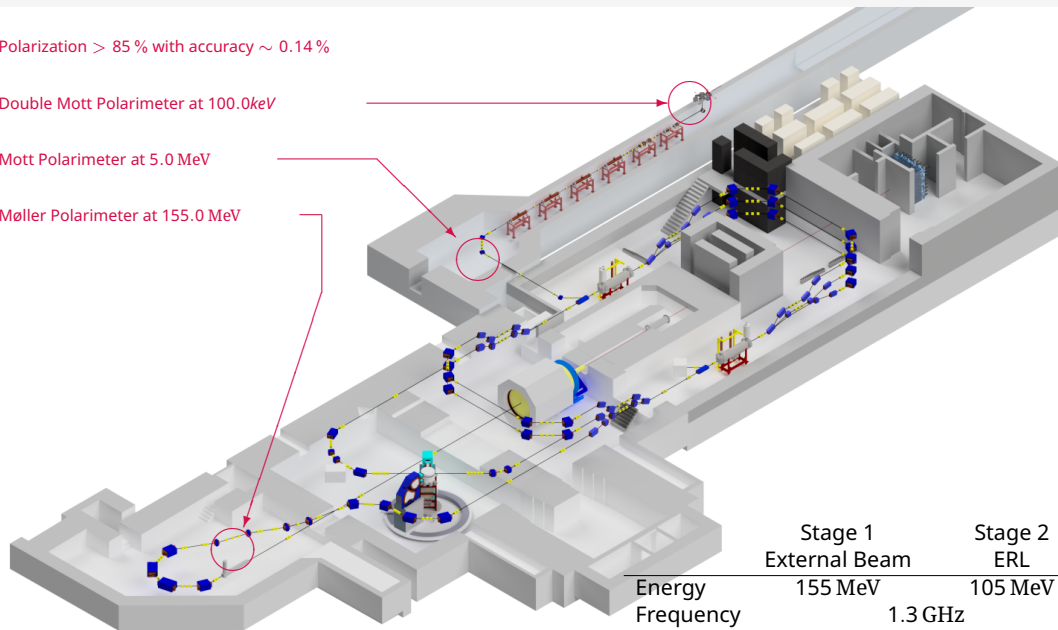 Polarization > 85 % with accuracy ∼ 0.14 %
Double Mott Polarimeter at 100.0keV
Mott Polarimeter at 5.0 MeV
Møller Polarimeter at 155.0 MeV
Stage 1 Stage 2
External Beam ERL
Energy 155 MeV 105 MeV
Frequency 1.3 GHz